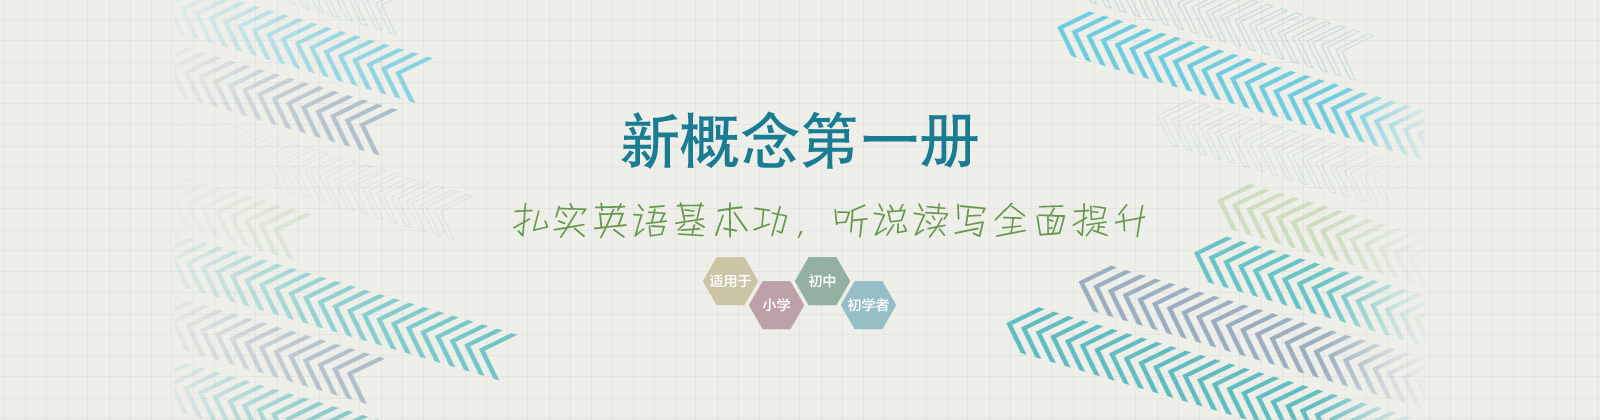 新概念第一册
扎实英语基本功，听说读写全面提升
适用于
小学
初中
初学者